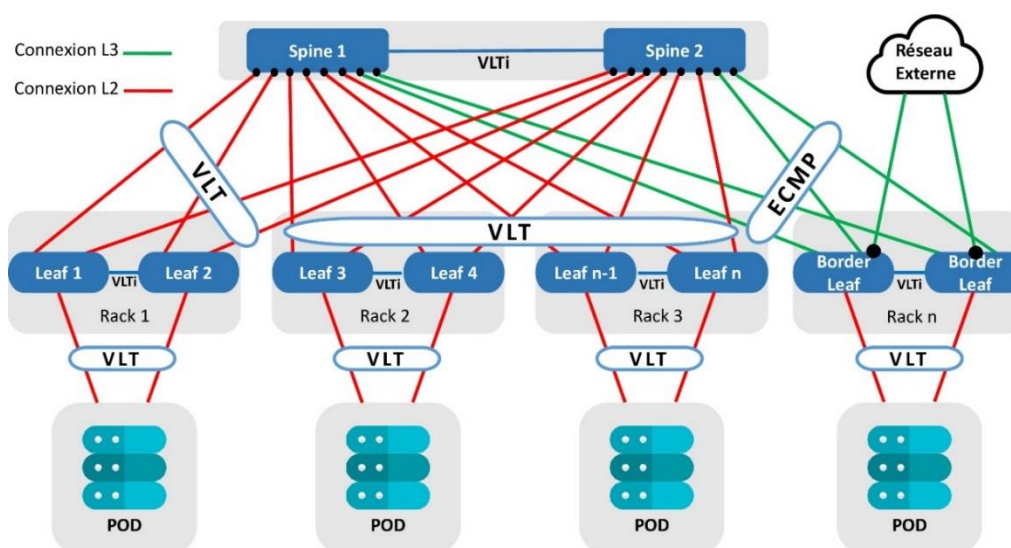 Connexion L3
Connexion L2
Spine 1
VLTi
Spine 2
Réseau
Externe
VLT
ECMP
VLT
Leaf 1
VLTi
Leaf 2
Rack 1
Leaf 3
VLTi
Leaf 4
Rack 2
Leaf n-1
VLTi
Leaf n
Rack 3
Border
Leaf
VLTi
Border
Leaf
Rack n
VLT
VLT
VLT
VLT
POD
POD
POD
POD